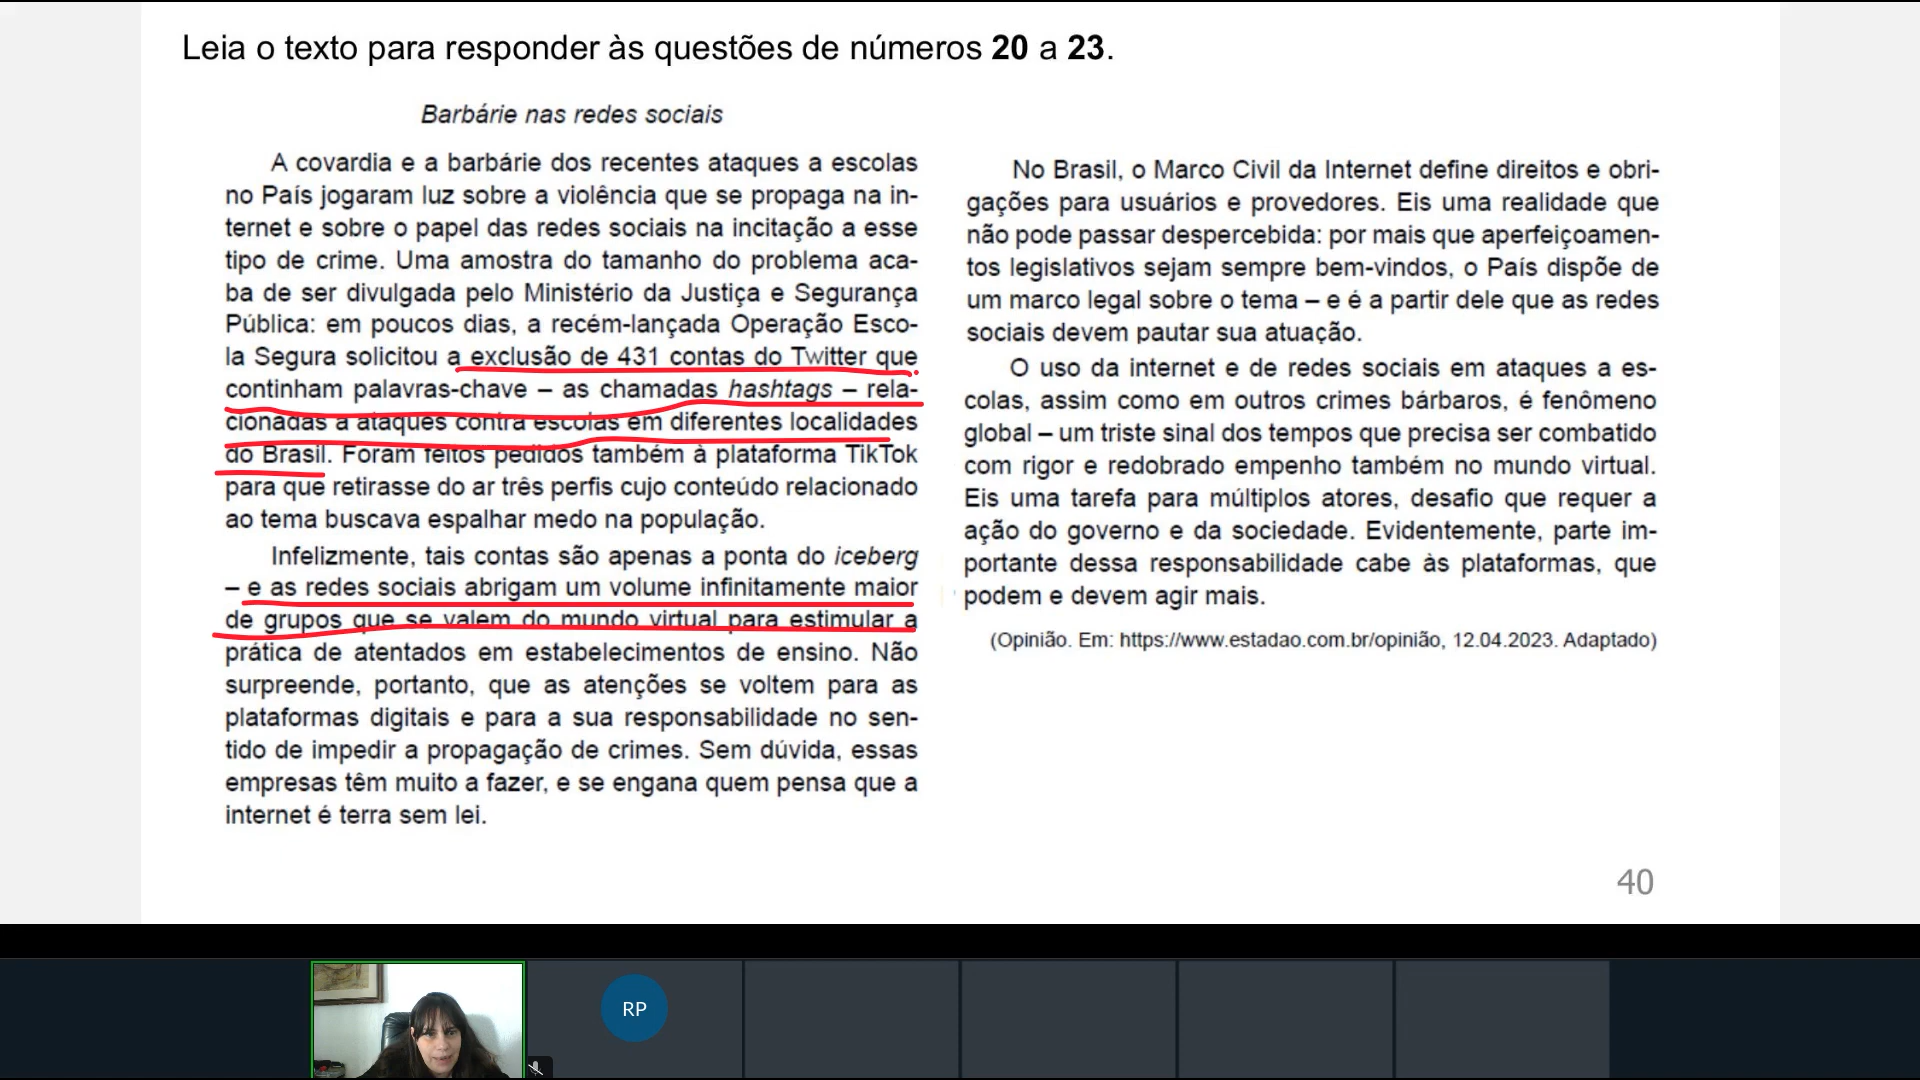 Leia o texto para responder às questões de números 20 a 23.
Barbárie nas redes sociais
A covardia e a barbárie dos recentes ataques a escolas
no País jogaram luz sobre a violência que se propaga na in-
ternet e sobre o papel das redes sociais na incitação a esse
tipo de crime. Uma amostra do tamanho do problema aca-
ba de ser divulgada pelo Ministério da Justiça e Segurança
Pública: em poucos dias, a recém-lançada Operação Esco-
la Segura solicitou a exclusão de 431 contas do Twitter que
continham palavras-chave – as chamadas hashtags – rela-
cionadas a ataques contra escolas em diferentes localidades
do Brasil. Foram feitos pedidos também à plataforma TikTok
para que retirasse do ar três perfis cujo conteúdo relacionado
ao tema buscava espalhar medo na população.
Infelizmente, tais contas são apenas a ponta do iceberg
– e as redes sociais abrigam um volume infinitamente maior
de grupos que se valem do mundo virtual para estimular a
prática de atentados em estabelecimentos de ensino. Não
surpreende, portanto, que as atenções se voltem para as
plataformas digitais e para a sua responsabilidade no sen-
tido de impedir a propagação de crimes. Sem dúvida, essas
empresas têm muito a fazer, e se engana quem pensa que a
internet é terra sem lei.
No Brasil, o Marco Civil da Internet define direitos e obri-
gações para usuários e provedores. Eis uma realidade que
não pode passar despercebida: por mais que aperfeiçoamen-
tos legislativos sejam sempre bem-vindos, o País dispõe de
um marco legal sobre o tema – e é a partir dele que as redes
sociais devem pautar sua atuação.
O uso da internet e de redes sociais em ataques a es-
colas, assim como em outros crimes bárbaros, é fenômeno
global – um triste sinal dos tempos que precisa ser combatido
com rigor e redobrado empenho também no mundo virtual.
Eis uma tarefa para múltiplos atores, desafio que requer a
ação do governo e da sociedade. Evidentemente, parte im-
portante dessa responsabilidade cabe às plataformas, que
podem e devem agir mais.
(Opinião. Em: https://www.estadao.com.br/opinião, 12.04.2023. Adaptado)
40
RP